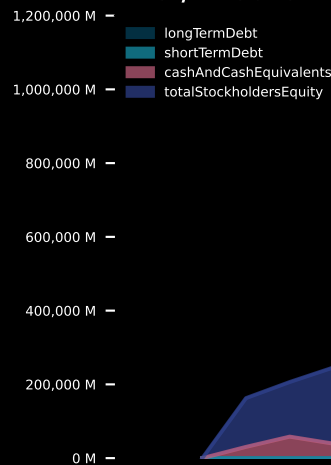 1,200,000 M
longTermDebt
shortTermDebt
cashAndCashEquivalents
totalStockholdersEquity
1,000,000 M
800,000 M
600,000 M
400,000 M
200,000 M
0 M